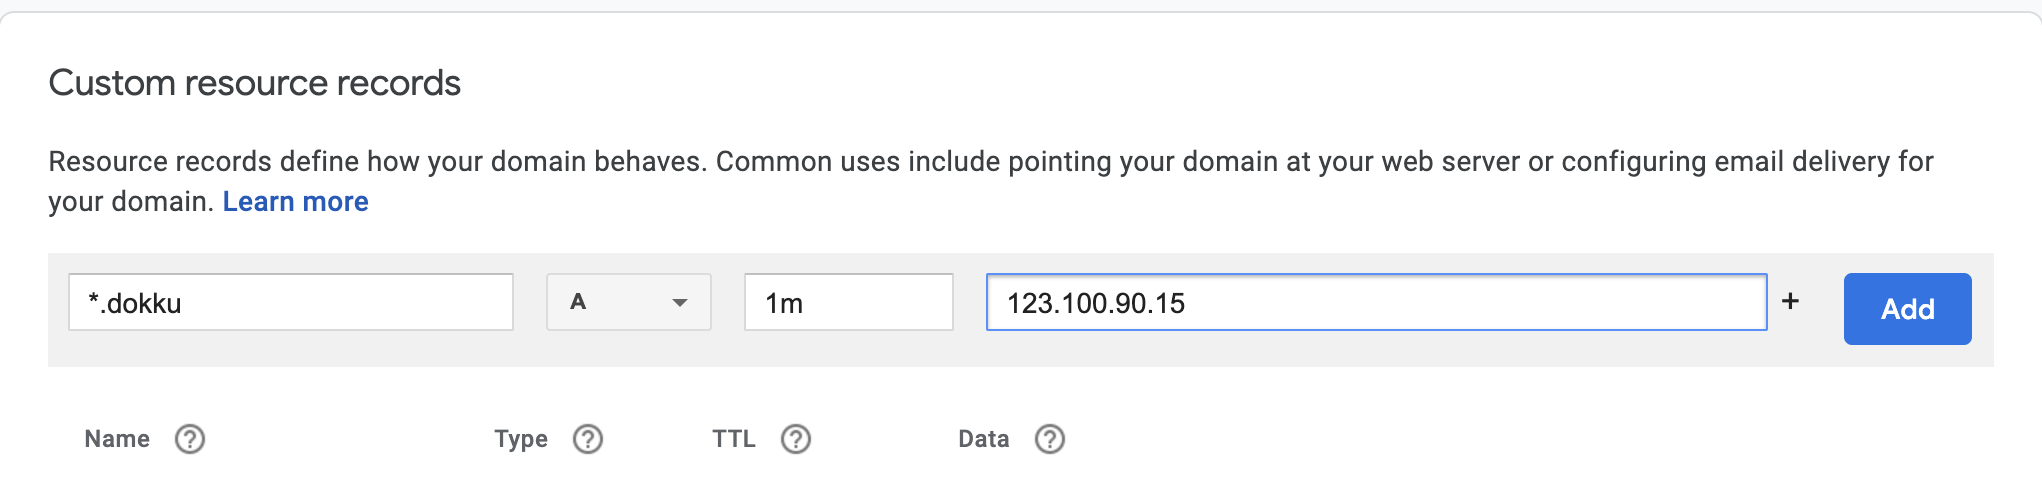 Custom resource records
Resource records define how your domain behaves. Common uses include pointing your domain at your web server or configuring email delivery for
your domain. Learn more
*.dokku A 1m 123.100.90.15 + Add
Name ? Type ? TTL ? Data ?